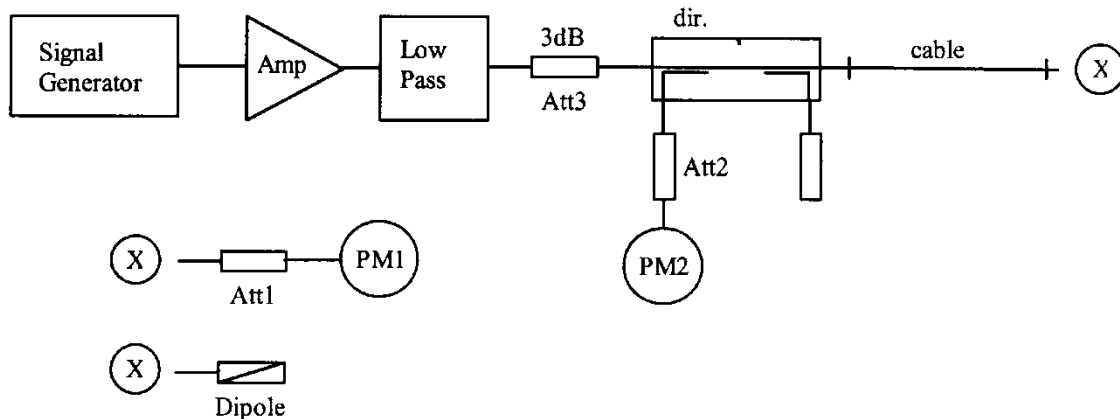 Signal
Generator
Amp
Low
Pass
3dB
Att3
dir.
cable
X
Att2
PM2
X
Att1
PM1
X
Dipole